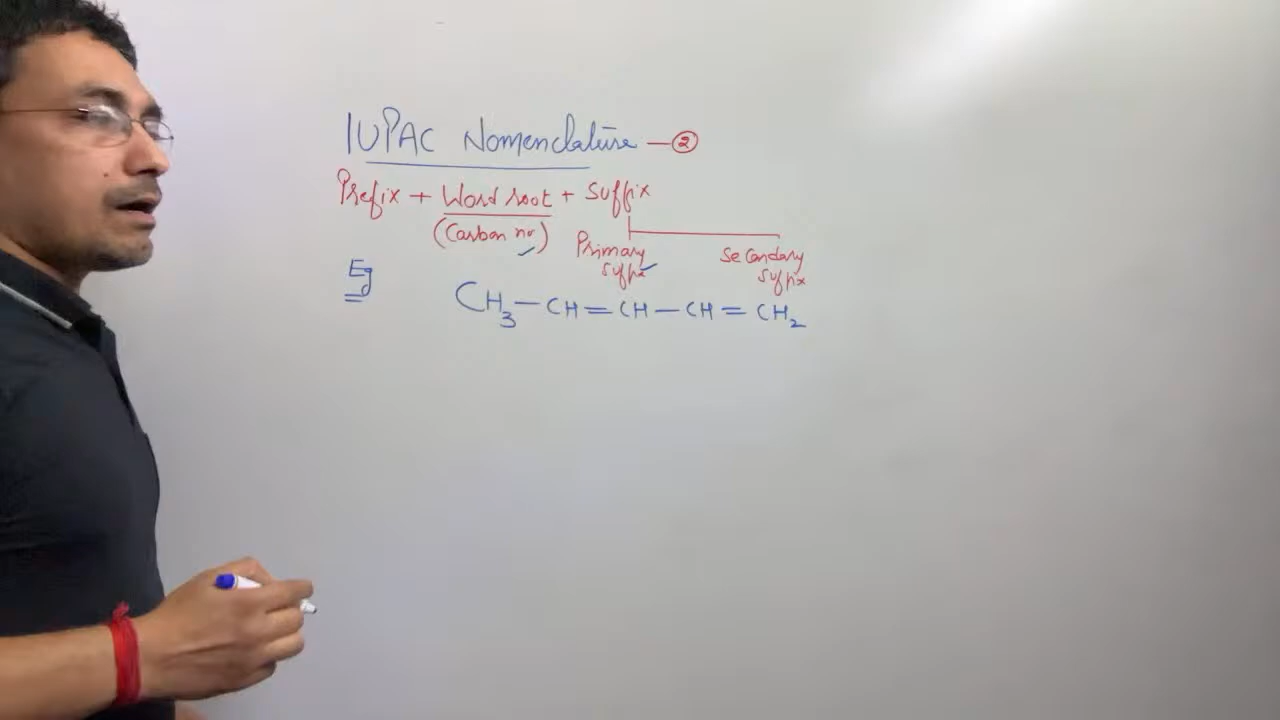 IUPAC Nomenclature — 2
Prefix + Word root + Suffix
(Carbon no)
Primary suffix
Secondary suffix
Eg
CH3—CH=CH—CH=CH2